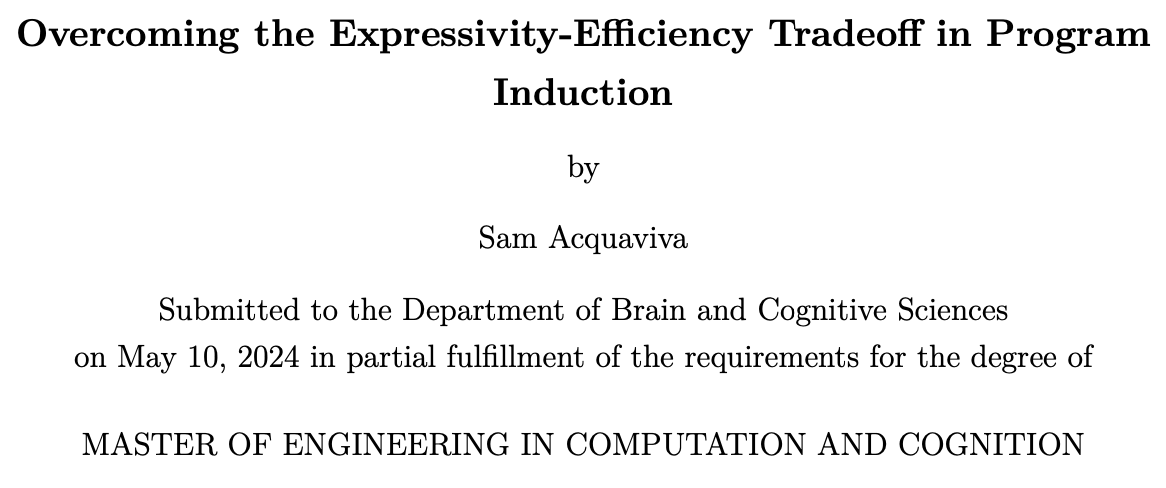 Overcoming the Expressivity-Efficiency Tradeoff in Program
Induction
by
Sam Acquaviva
Submitted to the Department of Brain and Cognitive Sciences
on May 10, 2024 in partial fulfillment of the requirements for the degree of
MASTER OF ENGINEERING IN COMPUTATION AND COGNITION